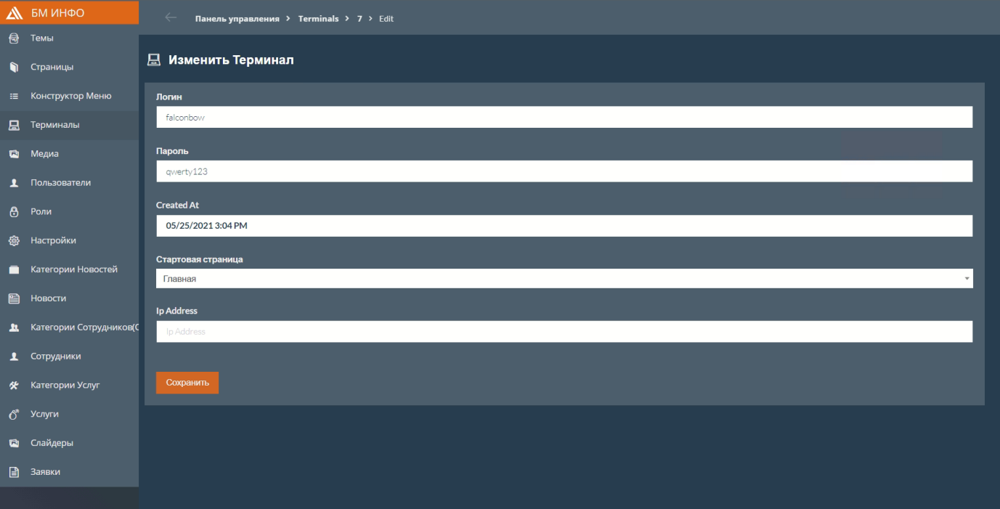 БМ ИНФО
Темы
Страницы
Конструктор Меню
Терминалы
Медиа
Пользователи
Роли
Настройки
Категории Новостей
Новости
Категории Сотрудников(С
Сотрудники
Категории Услуг
Услуги
Слайдеры
Заявки
Панель управления > Terminals > 7 > Edit
Изменить Терминал
Логин
falconbow
Пароль
qwerty123
Created At
05/25/2021 3:04 PM
Стартовая страница
Главная
Ip Address
Ip Address
Сохранить